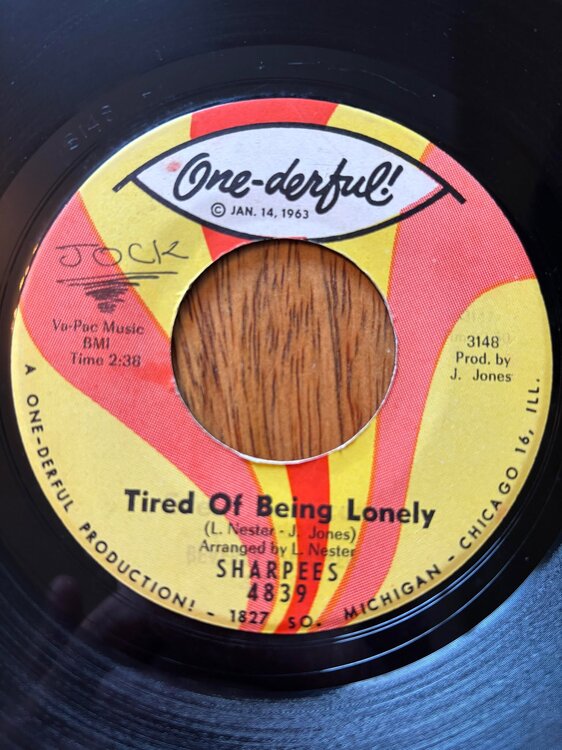 One-derful!
© JAN. 14, 1963
JOCK
Va-Pac Music
BMI
Time 2:38
3148
Prod. by
J. Jones
Tired Of Being Lonely
(L. Nester - J. Jones)
Arranged by L. Nester
SHARPEES
4839
A ONE-DERFUL PRODUCTION! - 1827 SO. MICHIGAN - CHICAGO 16, ILL.